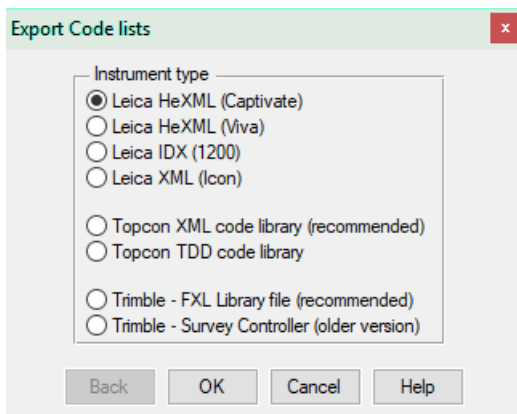 Export Code lists
x
Instrument type
Leica HeXML (Captivate)
Leica HeXML (Viva)
Leica IDX (1200)
Leica XML (Icon)
Topcon XML code library (recommended)
Topcon TDD code library
Trimble - FXL Library file (recommended)
Trimble - Survey Controller (older version)
Back OK Cancel Help